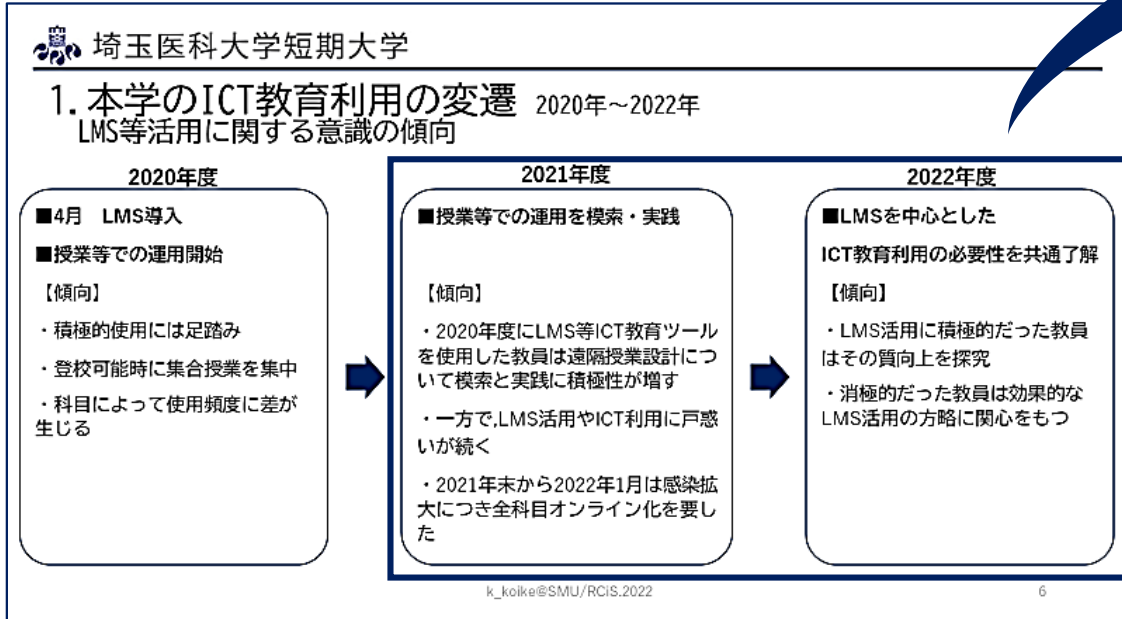 埼玉医科大学短期大学
1. 本学のICT教育利用の変遷 2020年～2022年
LMS等活用に関する意識の傾向
2020年度
■4月 LMS導入
■授業等での運用開始
【傾向】
・積極的使用には足踏み
・登校可能時に集合授業を集中
・科目によって使用頻度に差が
生じる
2021年度
■授業等での運用を模索・実践
【傾向】
・2020年度にLMS等ICT教育ツール
を使用した教員は遠隔授業設計につ
いて模索と実践に積極性が増す
・一方で,LMS活用やICT利用に戸惑
いが続く
・2021年末から2022年1月は感染拡
大につき全科目オンライン化を要し
た
2022年度
■LMSを中心とした
ICT教育利用の必要性を共通了解
【傾向】
・LMS活用に積極的だった教員
はその質向上を探究
・消極的だった教員は効果的な
LMS活用の方略に関心をもつ
k_koike@SMU/RCiS.2022
6